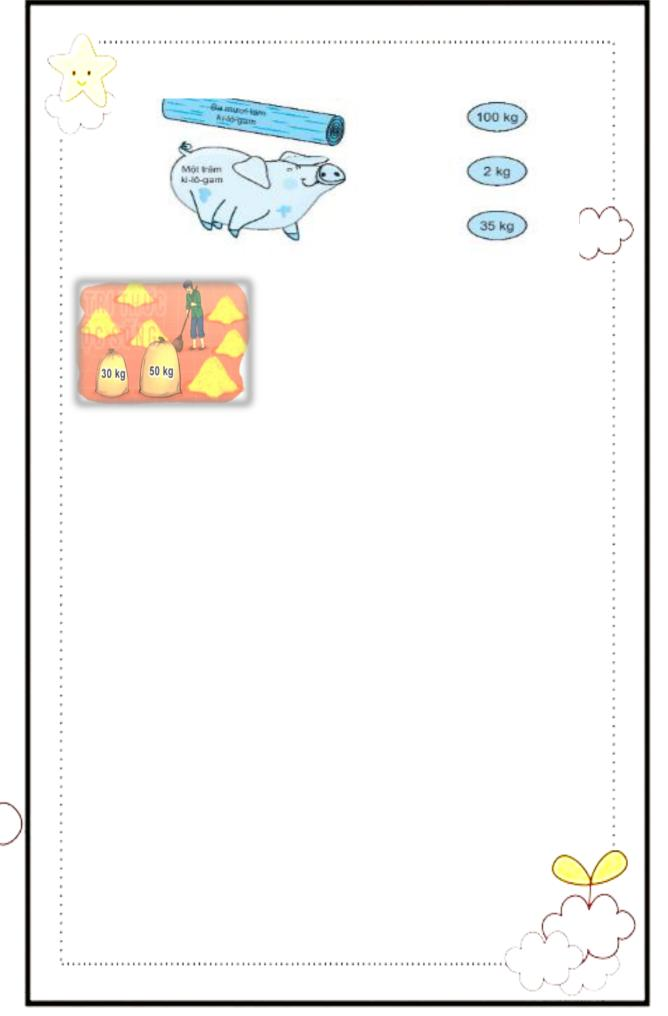 Ba mươi lăm
ki-lô-gam
100 kg
Một trăm
ki-lô-gam
2 kg
35 kg
30 kg
50 kg